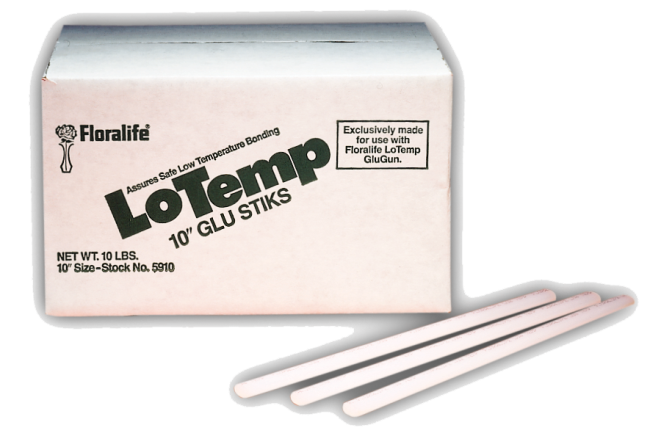 Floralife®
Assures Safe Low Temperature Bonding
LoTemp
10" GLU STIKS
Exclusively made
for use with
Floralife LoTemp
GluGun.
NET WT. 10 LBS.
10" Size-Stock No. 5910